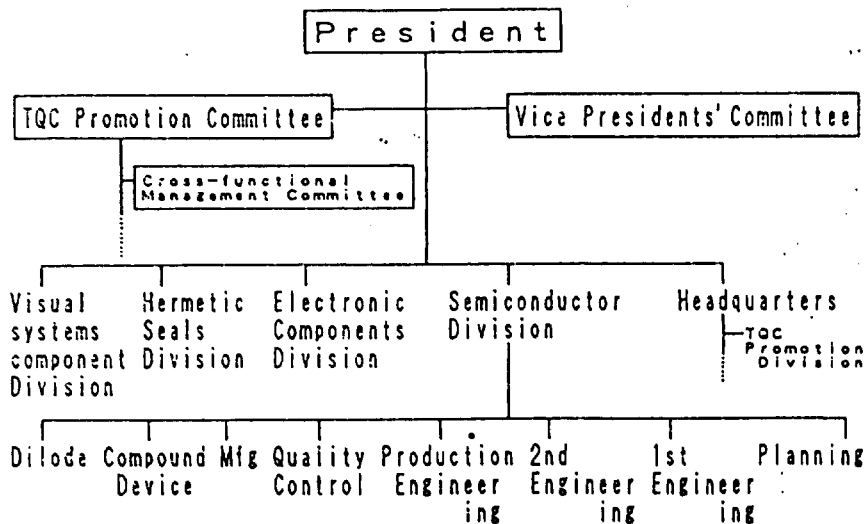 President
TQC Promotion Committee
Vice Presidents' Committee
Cross-functional
Management Committee
Visual
systems
component
Division
Hermetic
Seals
Division
Electronic
Components
Division
Semiconductor
Division
Headquarters
TQC
Promotion
Division
Dilode
Compound
Device
Mfg
Quality
Control
Production
Engineer
ing
2nd
Engineer
ing
1st
Engineer
ing
Planning